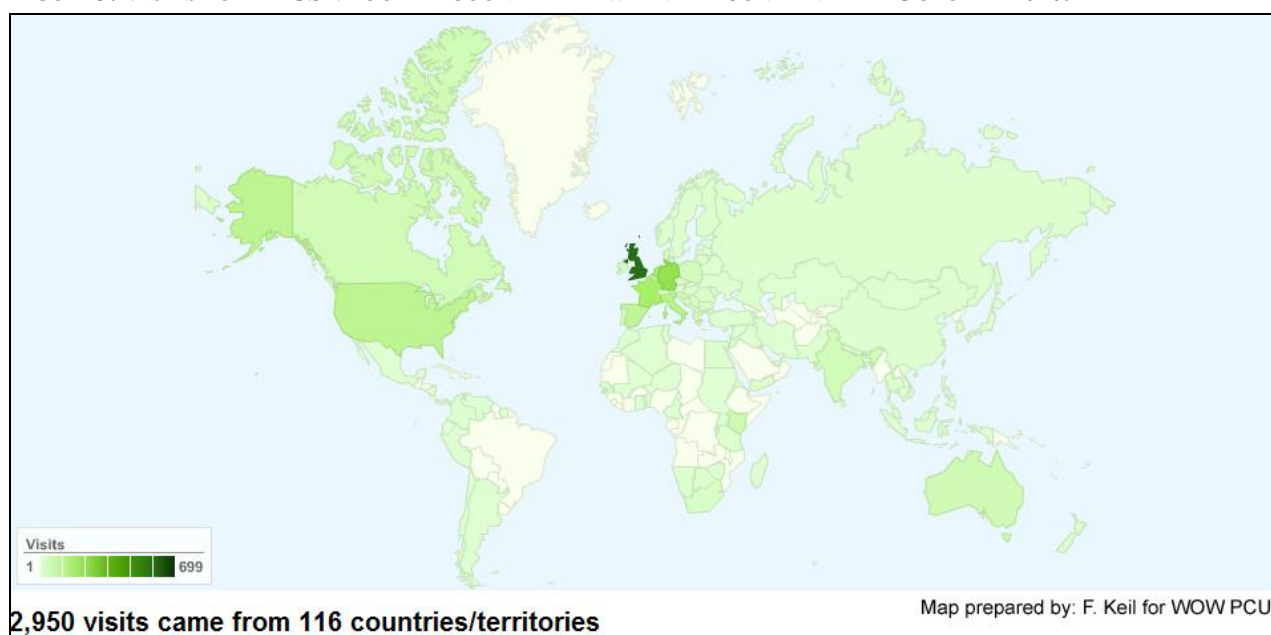 Visits
1 699
2,950 visits came from 116 countries/territories
Map prepared by: F. Keil for WOW PCU